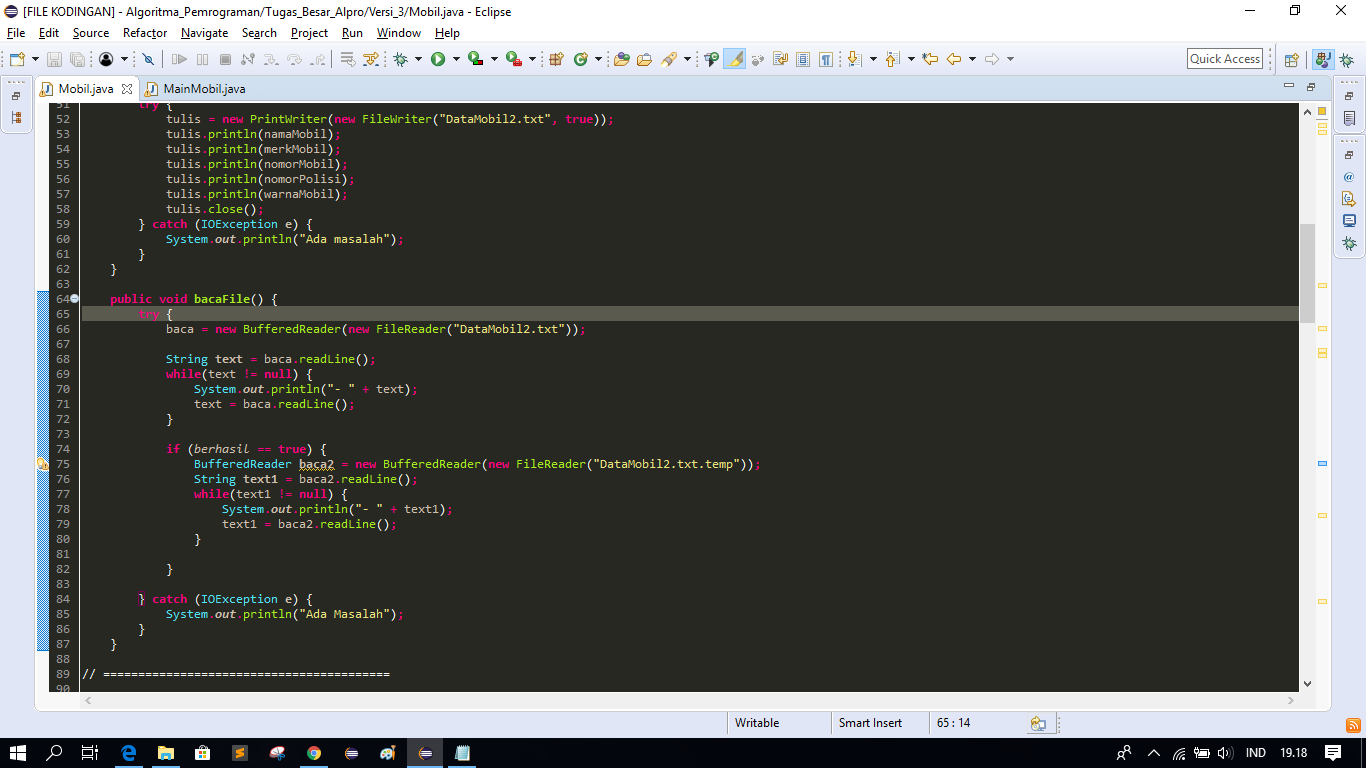 [FILE KODINGAN] - Algoritma_Pemrograman/Tugas_Besar_Alpro/Versi_3/Mobil.java - Eclipse
File Edit Source Refactor Navigate Search Project Run Window Help
Quick Access
Mobil.java MainMobil.java
51 try {
52 tulis = new PrintWriter(new FileWriter("DataMobil2.txt", true));
53 tulis.println(namaMobil);
54 tulis.println(merkMobil);
55 tulis.println(nomorMobil);
56 tulis.println(nomorPolisi);
57 tulis.println(warnaMobil);
58 tulis.close();
59 } catch (IOException e) {
60 System.out.println("Ada masalah");
61 }
62 }
63
64 public void bacaFile() {
65 try {
66 baca = new BufferedReader(new FileReader("DataMobil2.txt"));
67
68 String text = baca.readLine();
69 while(text != null) {
70 System.out.println("- " + text);
71 text = baca.readLine();
72 }
73
74 if (berhasil == true) {
75 BufferedReader baca2 = new BufferedReader(new FileReader("DataMobil2.txt.temp"));
76 String text1 = baca2.readLine();
77 while(text1 != null) {
78 System.out.println("- " + text1);
79 text1 = baca2.readLine();
80 }
81
82 }
83
84 } catch (IOException e) {
85 System.out.println("Ada Masalah");
86 }
87 }
88
89 // =========================================
90
Writable Smart Insert 65 : 14
IND 19.18